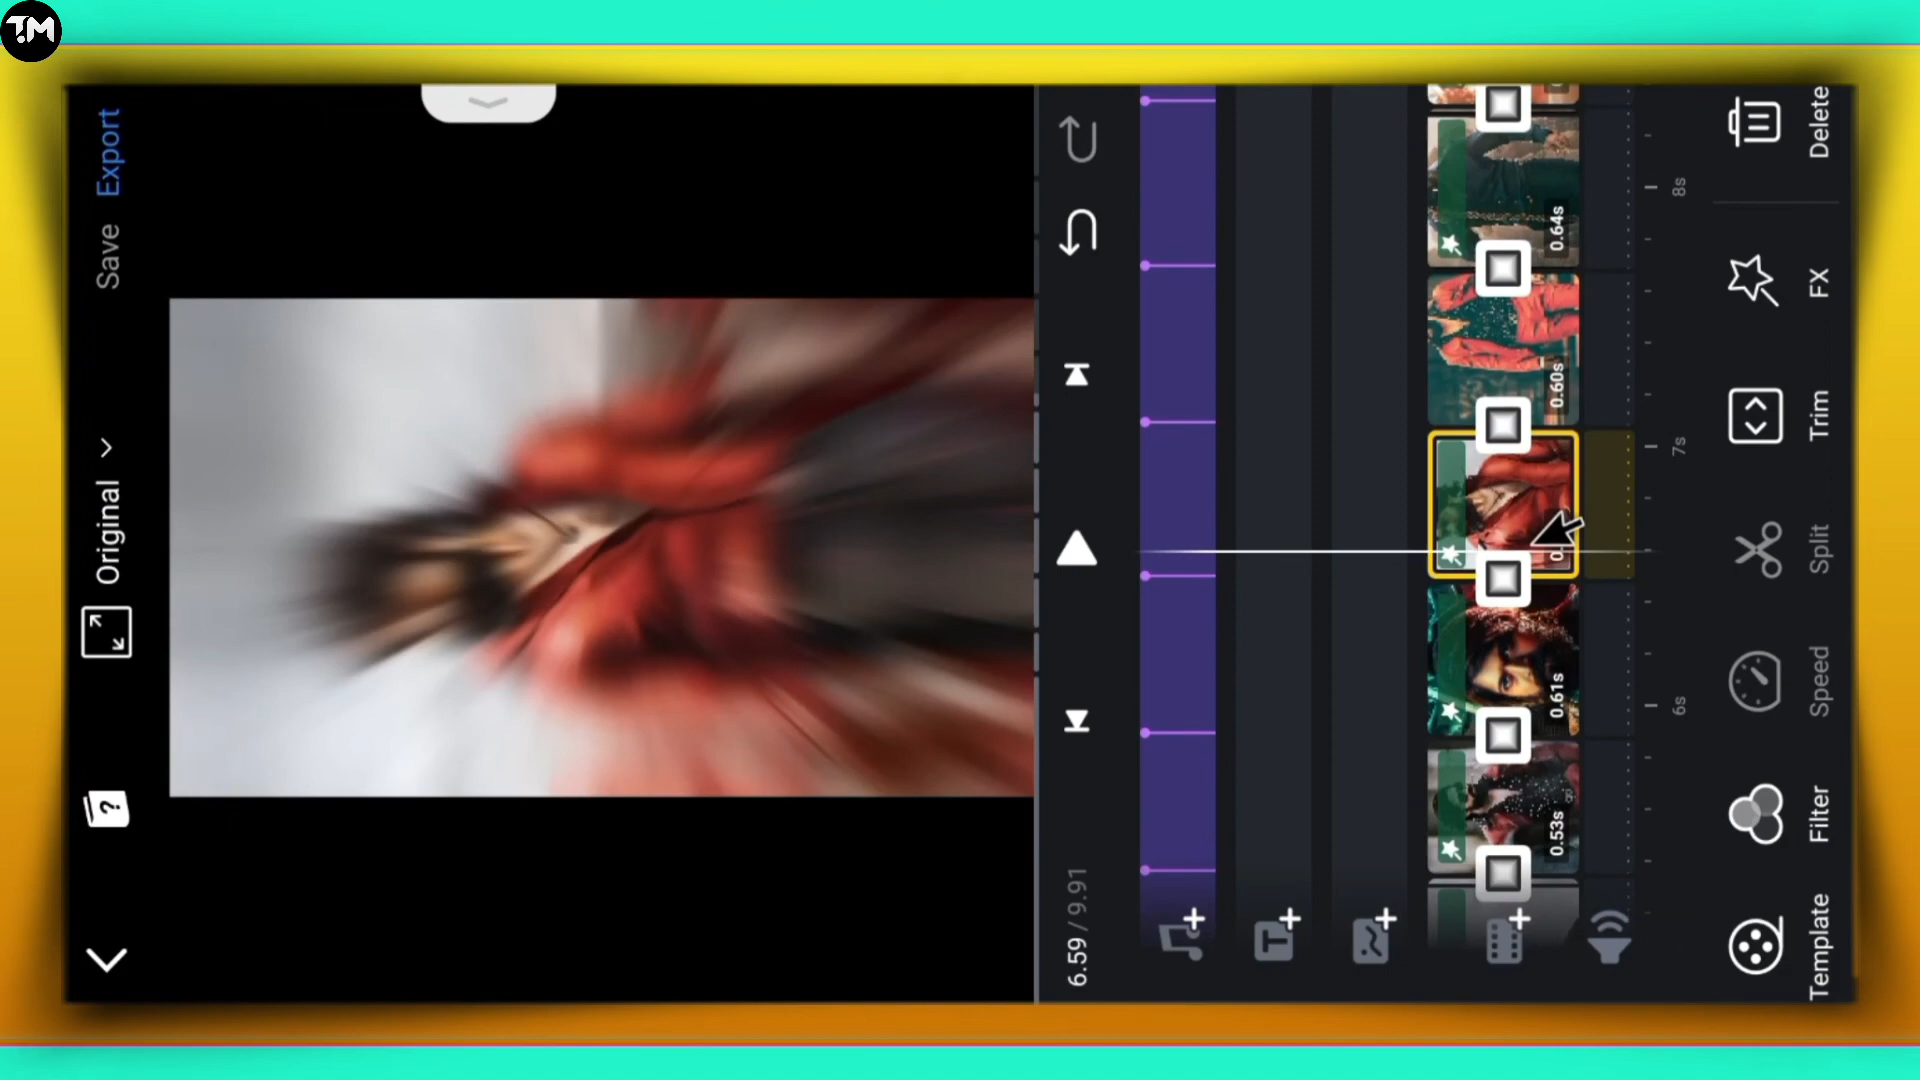 TM
Export
Save
Original
?
6.59 / 9.91
T
0.64s
0.60s
0.
0.61s
0.53s
8s
7s
6s
Delete
FX
Trim
Split
Speed
Filter
Template